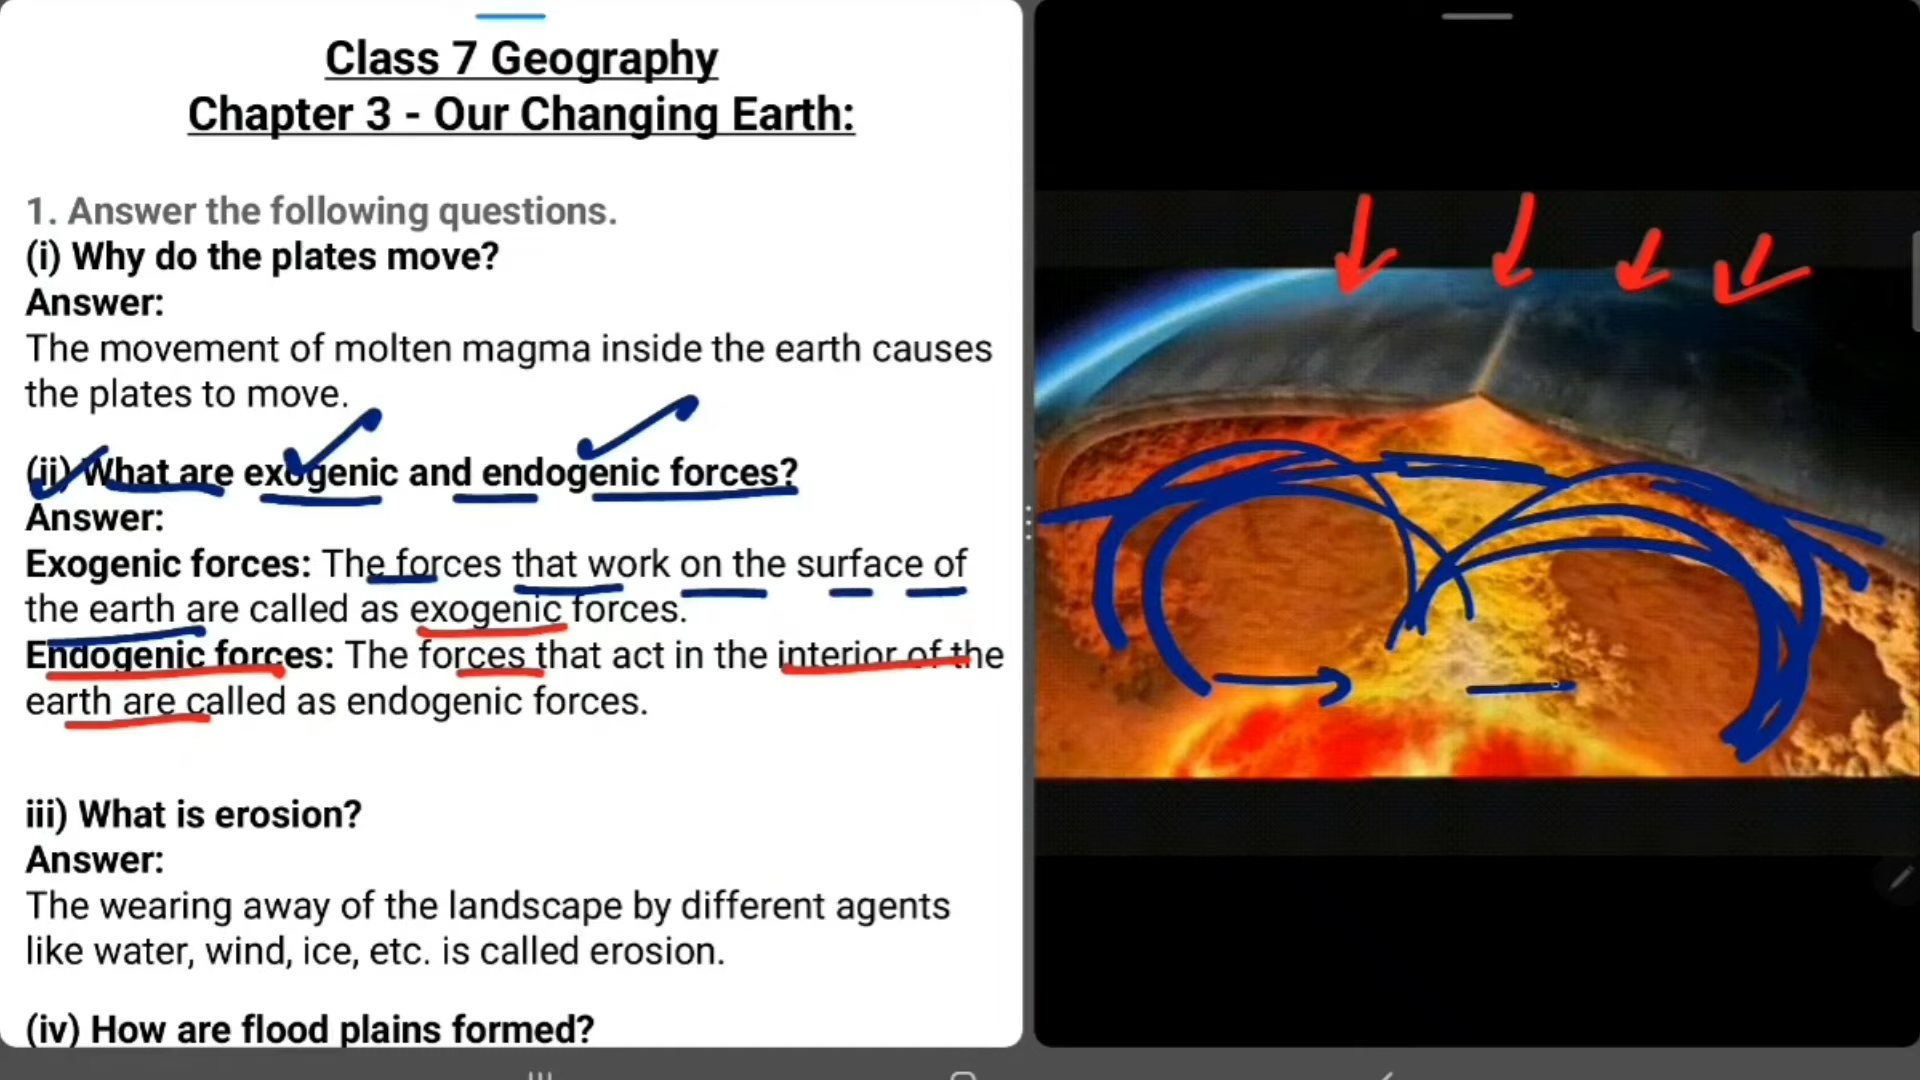 Class 7 Geography
Chapter 3 - Our Changing Earth:
1. Answer the following questions.
(i) Why do the plates move?
Answer:
The movement of molten magma inside the earth causes
the plates to move.
(ii) What are exogenic and endogenic forces?
Answer:
Exogenic forces: The forces that work on the surface of
the earth are called as exogenic forces.
Endogenic forces: The forces that act in the interior of the
earth are called as endogenic forces.
iii) What is erosion?
Answer:
The wearing away of the landscape by different agents
like water, wind, ice, etc. is called erosion.
(iv) How are flood plains formed?